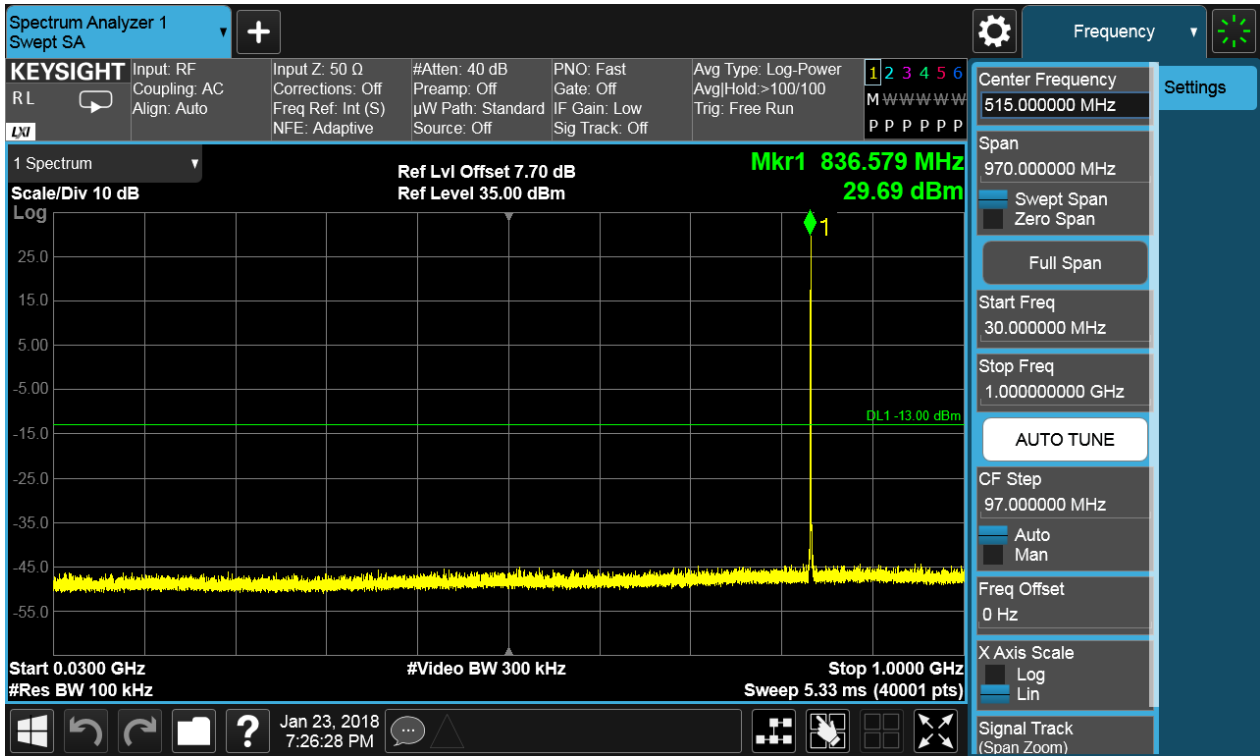 Spectrum Analyzer 1
Swept SA
+
Frequency
KEYSIGHT
R L
LXI
Input: RF
Coupling: AC
Align: Auto
Input Z: 50 Ω
Corrections: Off
Freq Ref: Int (S)
NFE: Adaptive
#Atten: 40 dB
Preamp: Off
µW Path: Standard
Source: Off
PNO: Fast
Gate: Off
IF Gain: Low
Sig Track: Off
Avg Type: Log-Power
Avg|Hold:>100/100
Trig: Free Run
1 2 3 4 5 6
M W W W W W
P P P P P P
1 Spectrum
Scale/Div 10 dB
Log
Ref Lvl Offset 7.70 dB
Ref Level 35.00 dBm
Mkr1 836.579 MHz
29.69 dBm
1
25.0
15.0
5.00
-5.00
DL1 -13.00 dBm
-15.0
-25.0
-35.0
-45.0
-55.0
Start 0.0300 GHz
#Video BW 300 kHz
Stop 1.0000 GHz
#Res BW 100 kHz
Sweep 5.33 ms (40001 pts)
Center Frequency
515.000000 MHz
Settings
Span
970.000000 MHz
Swept Span
Zero Span
Full Span
Start Freq
30.000000 MHz
Stop Freq
1.000000000 GHz
AUTO TUNE
CF Step
97.000000 MHz
Auto
Man
Freq Offset
0 Hz
X Axis Scale
Log
Lin
Signal Track
(Span Zoom)
?
Jan 23, 2018
7:26:28 PM